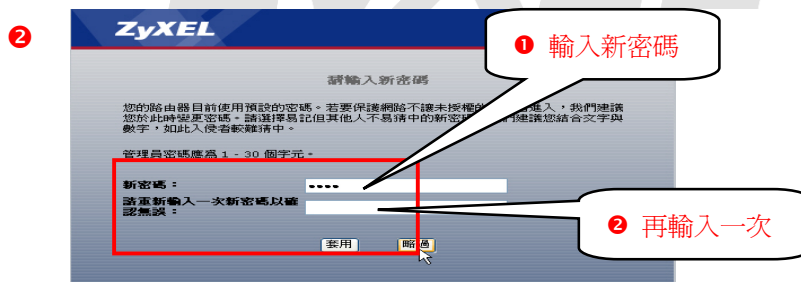 ❷
ZyXEL
❶ 輸入新密碼
請輸入新密碼
您的路由器目前使用預設的密碼。若要保護網路不讓未授權的 進入,我們建議
您於此時變更密碼。請選擇易記但其他人不易猜中的新密 們建議您結合文字與
數字,如此入侵者較難猜中。
管理員密碼應為 1 - 30 個字元。
新密碼: ••••
請重新輸入一次新密碼以確
認無誤:
❷ 再輸入一次
套用 略過